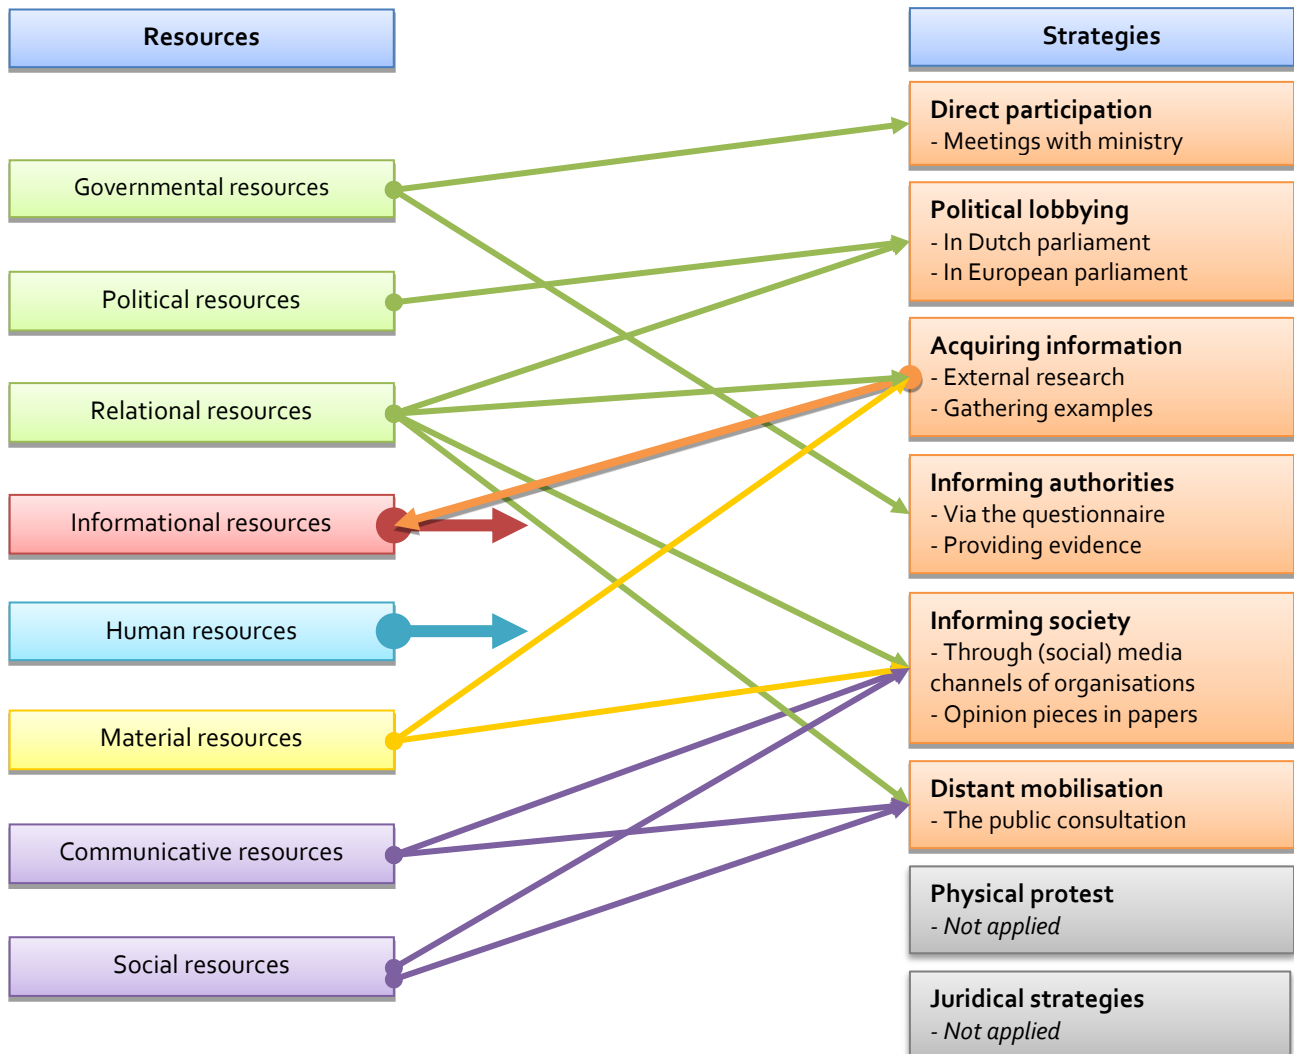 Resources
Governmental resources
Political resources
Relational resources
Informational resources
Human resources
Material resources
Communicative resources
Social resources
Strategies
Direct participation
- Meetings with ministry
Political lobbying
- In Dutch parliament
- In European parliament
Acquiring information
- External research
- Gathering examples
Informing authorities
- Via the questionnaire
- Providing evidence
Informing society
- Through (social) media
channels of organisations
- Opinion pieces in papers
Distant mobilisation
- The public consultation
Physical protest
- Not applied
Juridical strategies
- Not applied